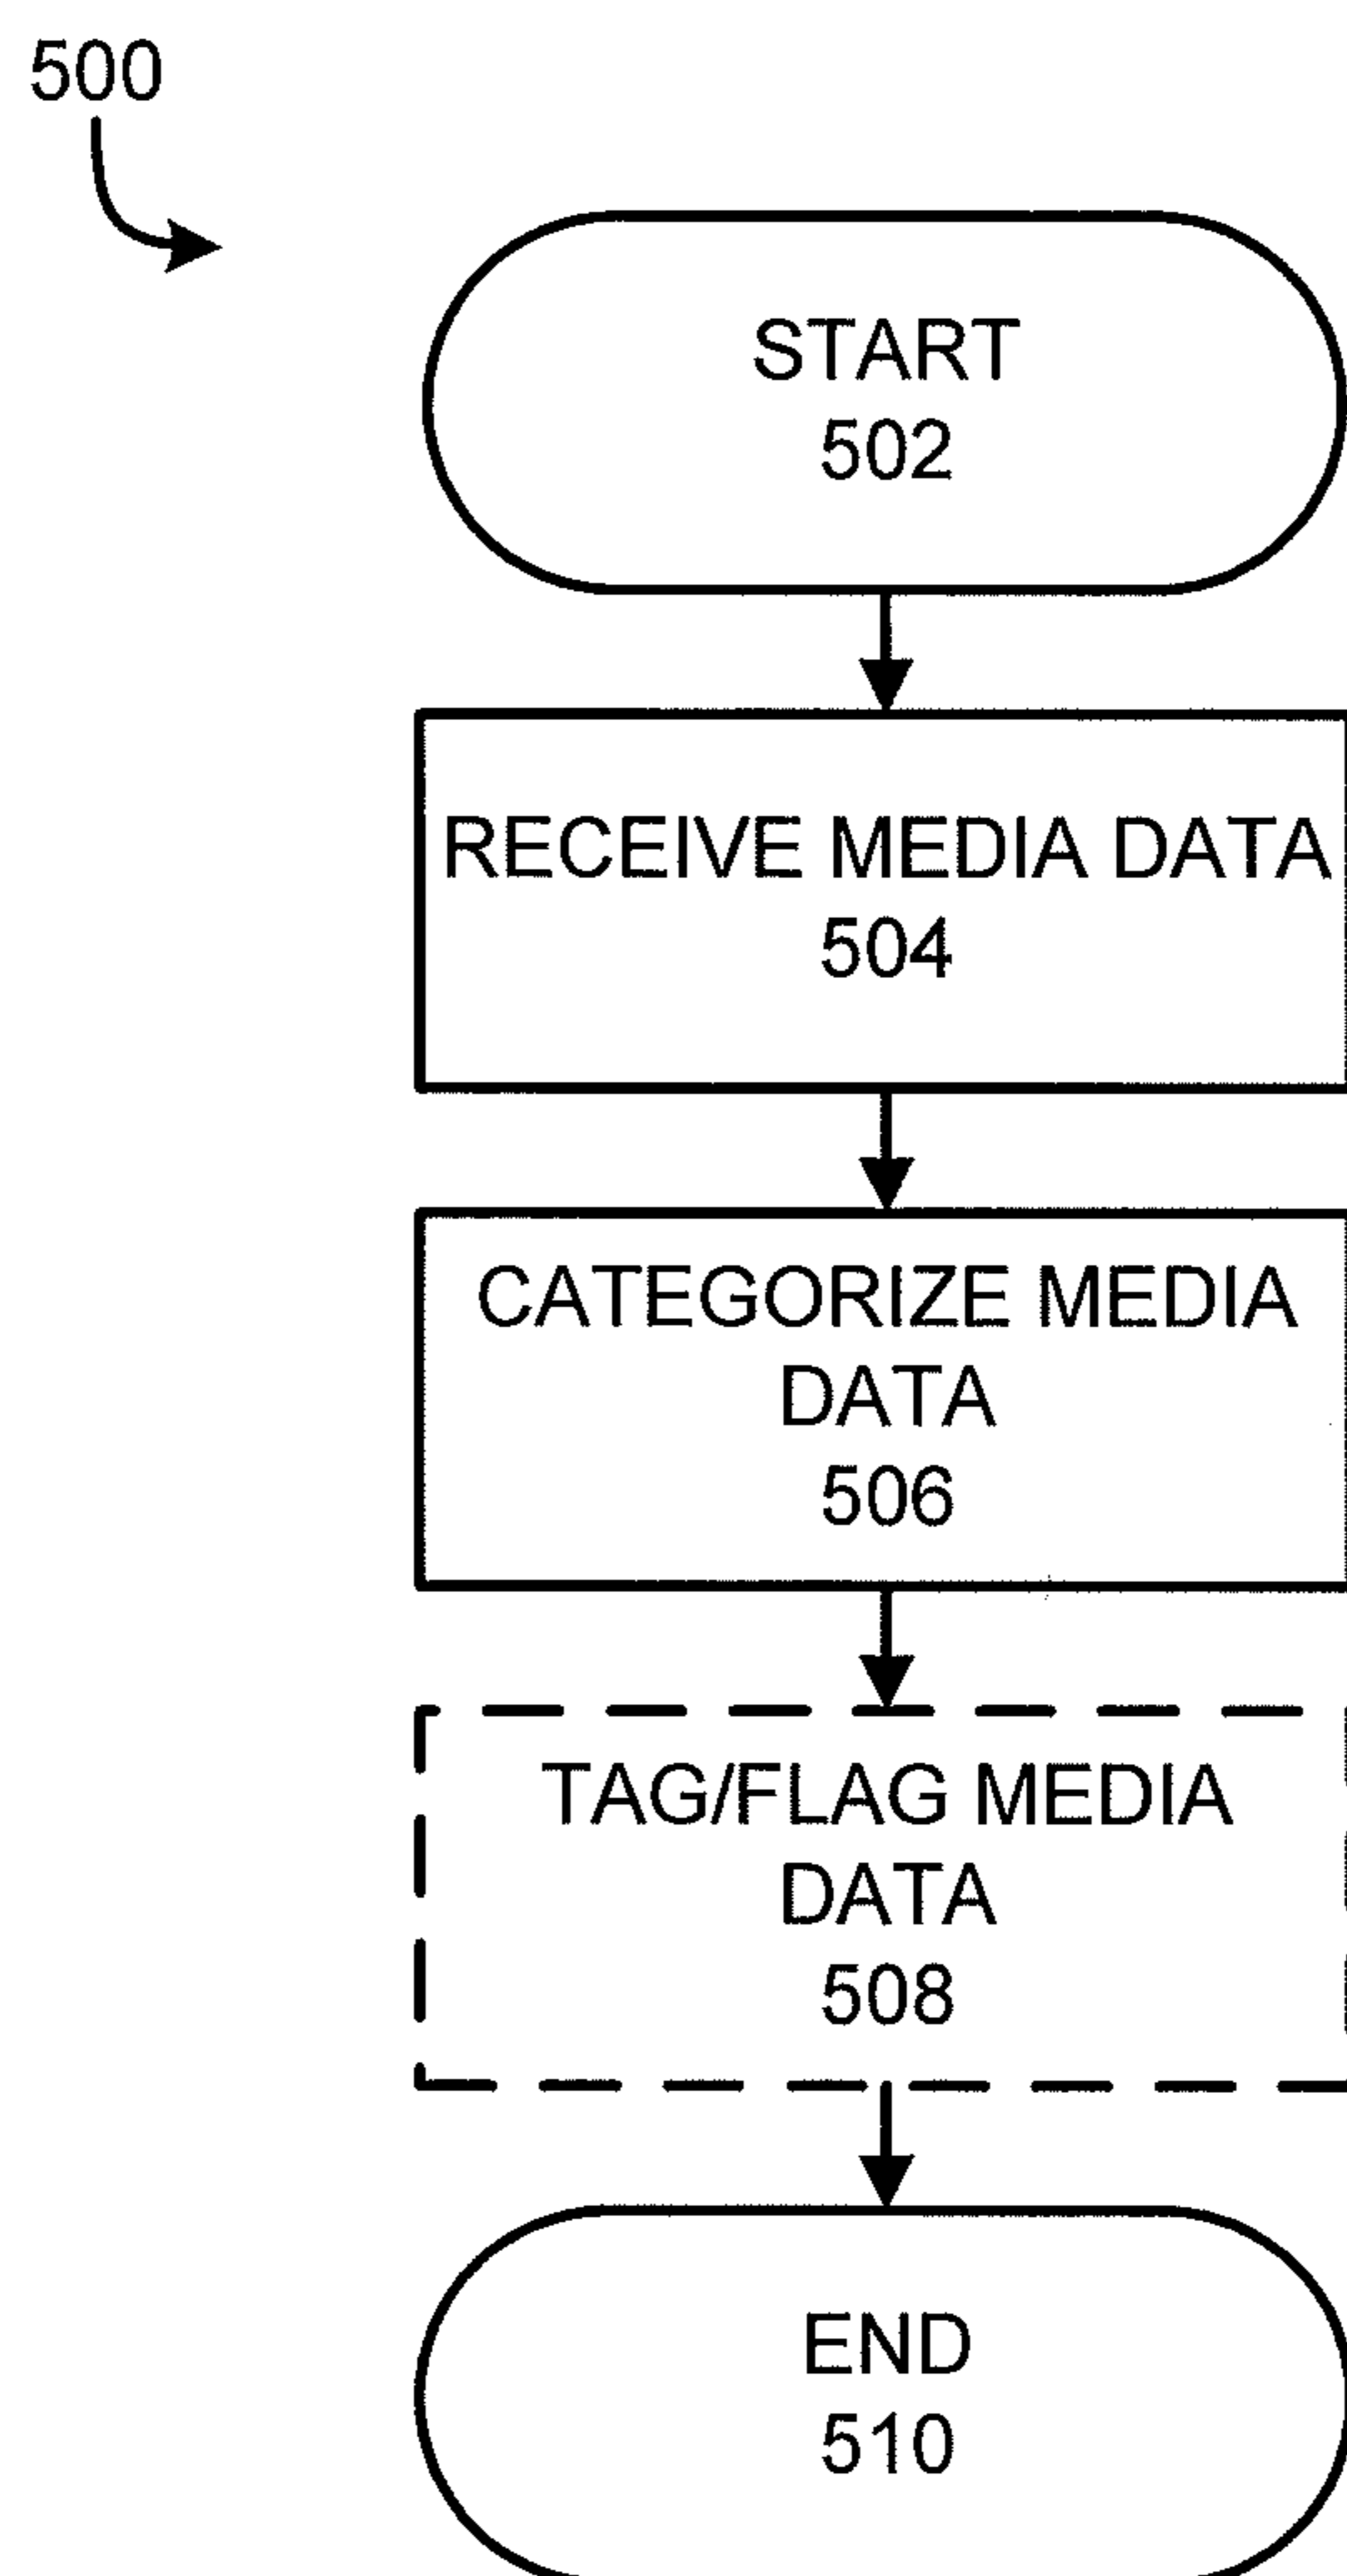 500
START
502
RECEIVE MEDIA DATA
504
CATEGORIZE MEDIA
DATA
506
TAG/FLAG MEDIA
DATA
508
END
510